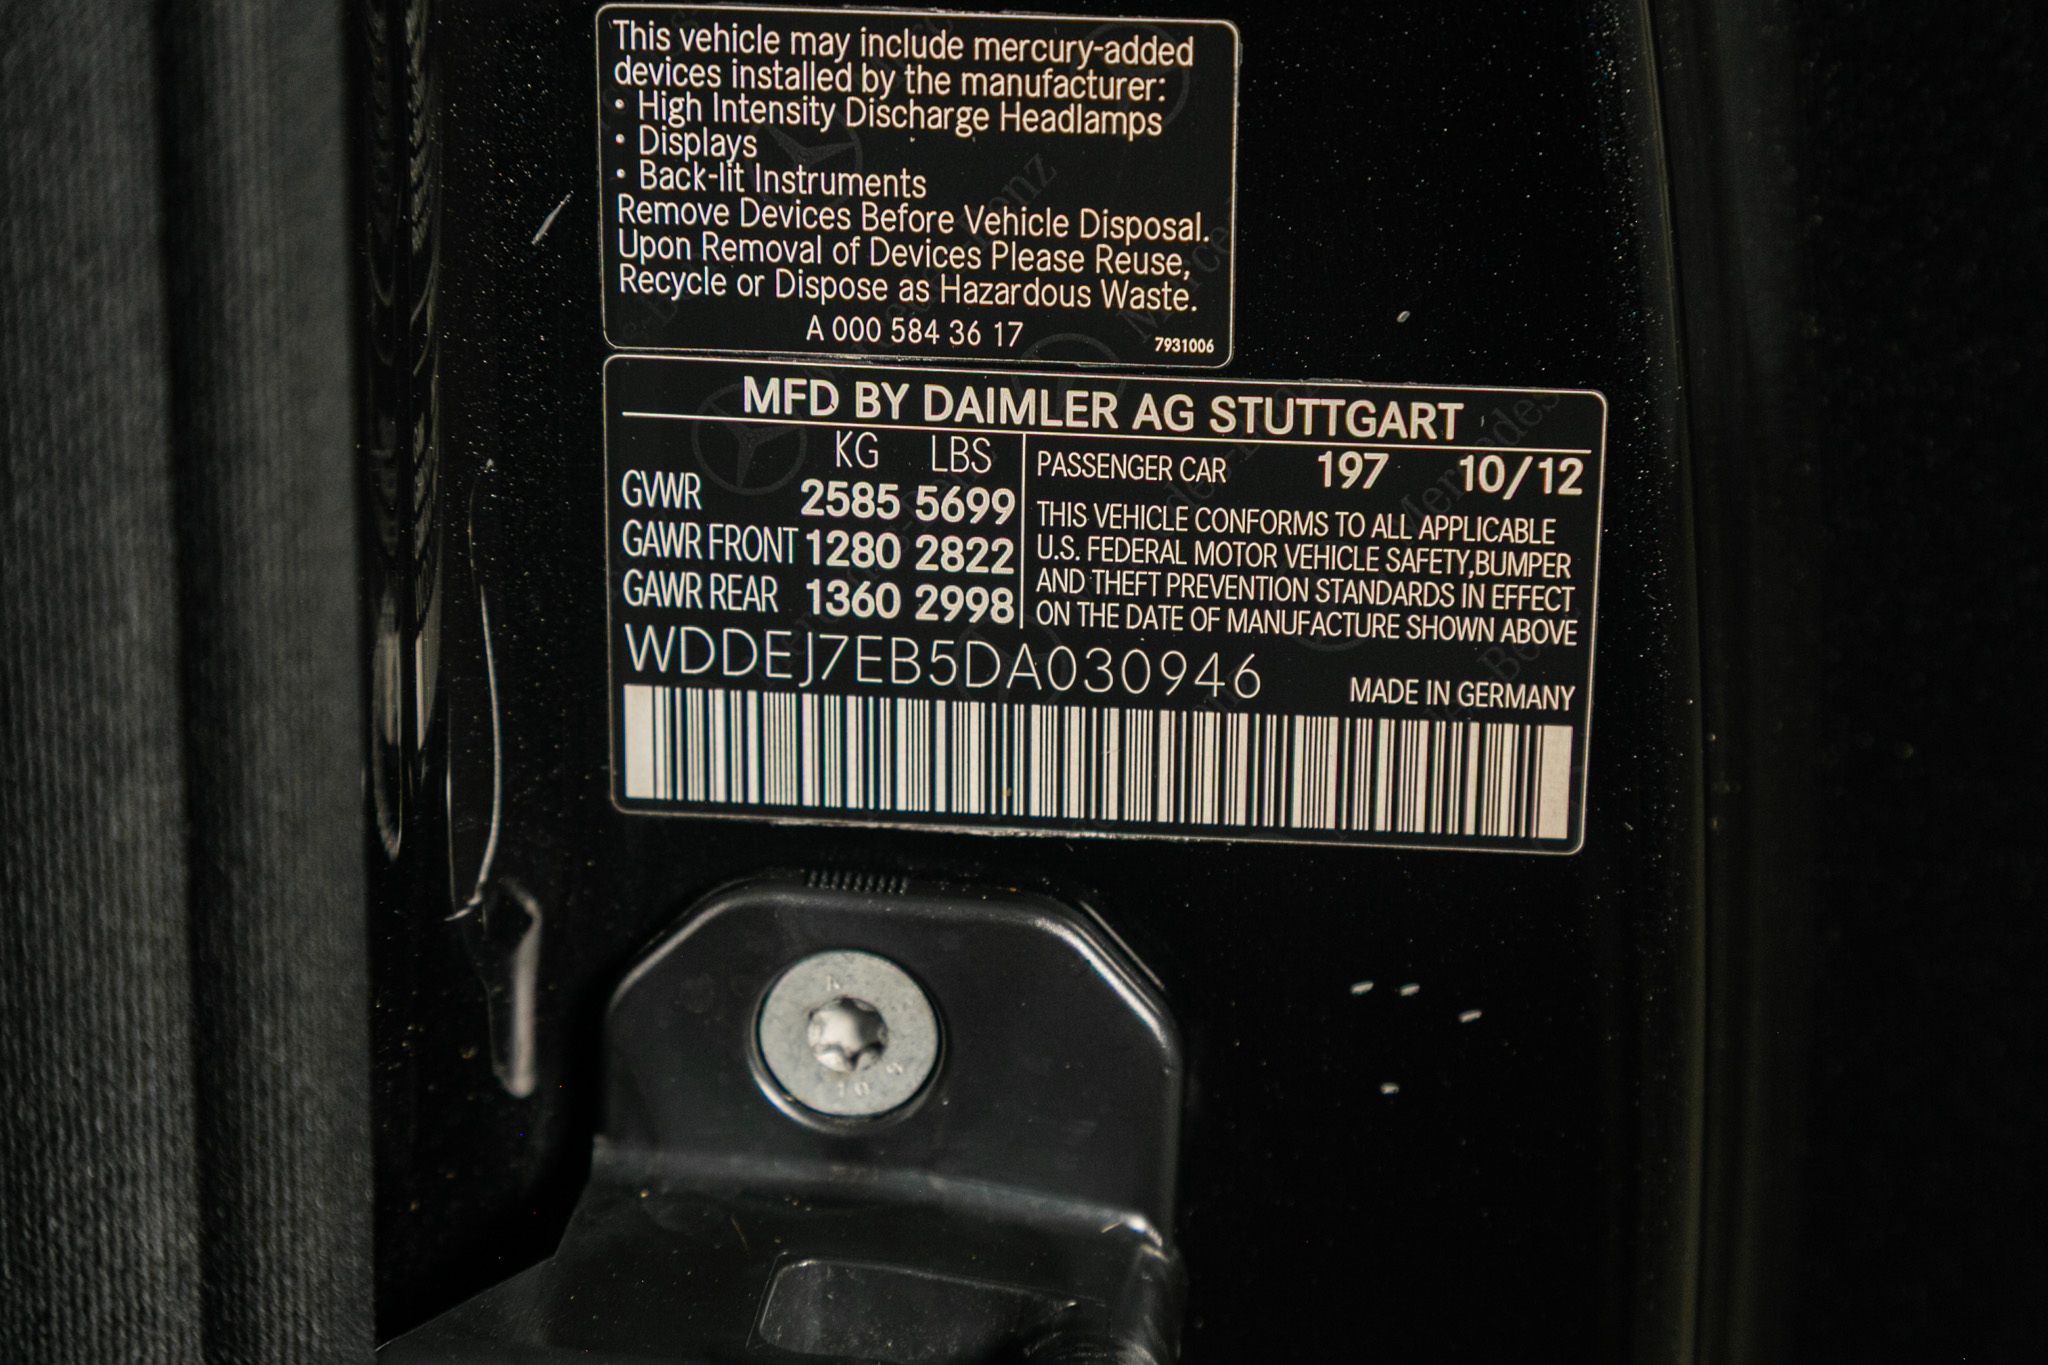 This vehicle may include mercury-added
devices installed by the manufacturer:
• High Intensity Discharge Headlamps
• Displays
• Back-lit Instruments
Remove Devices Before Vehicle Disposal.
Upon Removal of Devices Please Reuse,
Recycle or Dispose as Hazardous Waste.
A 000 584 36 17
7931006
MFD BY DAIMLER AG STUTTGART
KG LBS
GVWR 2585 5699
GAWR FRONT 1280 2822
GAWR REAR 1360 2998
PASSENGER CAR 197 10/12
THIS VEHICLE CONFORMS TO ALL APPLICABLE
U.S. FEDERAL MOTOR VEHICLE SAFETY,BUMPER
AND THEFT PREVENTION STANDARDS IN EFFECT
ON THE DATE OF MANUFACTURE SHOWN ABOVE
WDDEJ7EB5DA030946
MADE IN GERMANY